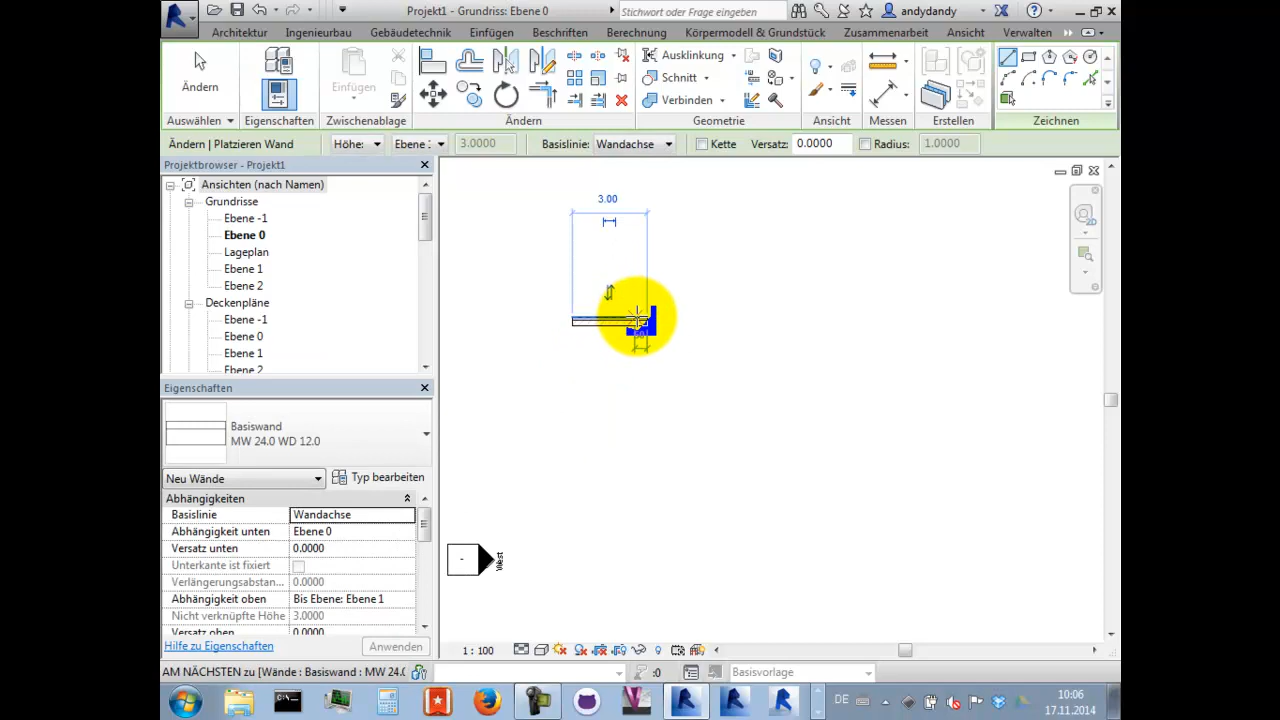 Projekt1 - Grundriss: Ebene 0
Stichwort oder Frage eingeben
andydandy
Architektur
Ingenieurbau
Gebäudetechnik
Einfügen
Beschriften
Berechnung
Körpermodell & Grundstück
Zusammenarbeit
Ansicht
Verwalten
Ändern
Einfügen
Ausklinkung
Schnitt
Verbinden
Auswählen
Eigenschaften
Zwischenablage
Ändern
Geometrie
Ansicht
Messen
Erstellen
Zeichnen
Ändern | Platzieren Wand
Höhe:
Ebene
3.0000
Basislinie:
Wandachse
Kette
Versatz:
0.0000
Radius:
1.0000
Projektbrowser - Projekt1
Ansichten (nach Namen)
Grundrisse
Ebene -1
Ebene 0
Lageplan
Ebene 1
Ebene 2
Deckenpläne
Ebene -1
Ebene 0
Ebene 1
Ebene 2
Eigenschaften
Basiswand
MW 24.0 WD 12.0
Neu Wände
Typ bearbeiten
Abhängigkeiten
Basislinie Wandachse
Abhängigkeit unten Ebene 0
Versatz unten 0.0000
Unterkante ist fixiert
Verlängerungsabstan... 0.0000
Abhängigkeit oben Bis Ebene: Ebene 1
Nicht verknüpfte Höhe 3.0000
Versatz oben 0.0000
Hilfe zu Eigenschaften
Anwenden
3.00
2D
-
West
1 : 100
AM NÄCHSTEN zu [Wände : Basiswand : MW 24.0
:0
Basisvorlage
DE
10:06
17.11.2014